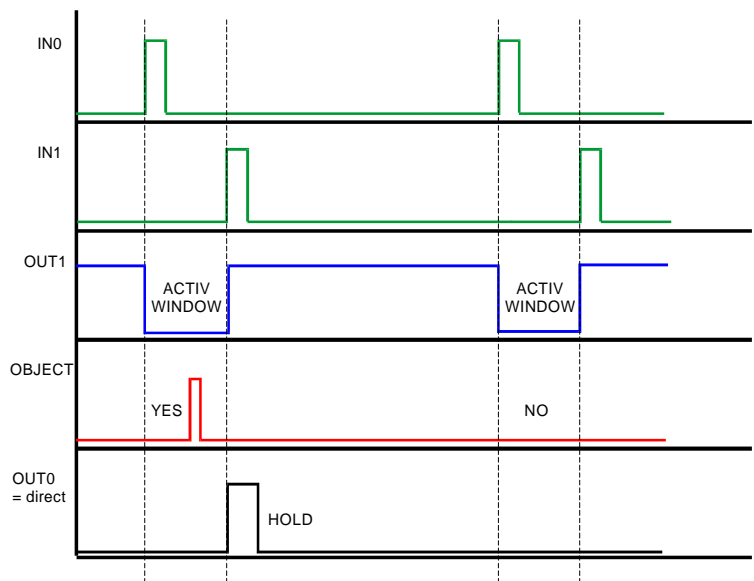 IN0
IN1
OUT1
ACTIV
WINDOW
ACTIV
WINDOW
OBJECT
YES
NO
OUT0
= direct
HOLD